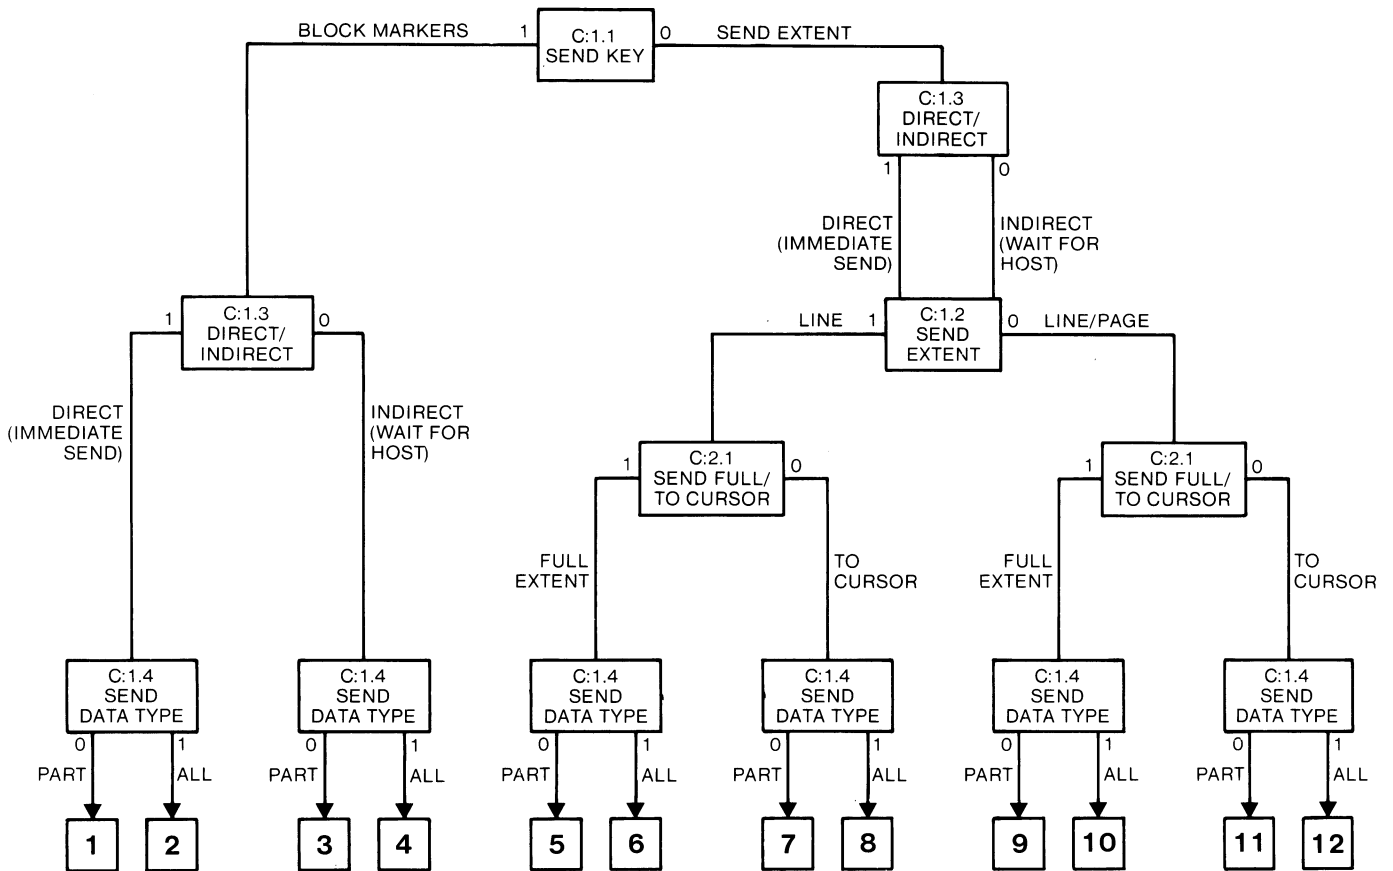 BLOCK MARKERS 1
C:1.1
SEND KEY
0 SEND EXTENT
C:1.3
DIRECT/
INDIRECT
1 0
DIRECT
(IMMEDIATE
SEND)
INDIRECT
(WAIT FOR
HOST)
1
C:1.3
DIRECT/
INDIRECT
0
LINE 1
C:1.2
SEND
EXTENT
0 LINE/PAGE
DIRECT
(IMMEDIATE
SEND)
INDIRECT
(WAIT FOR
HOST)
1
C:2.1
SEND FULL/
TO CURSOR
0
1
C:2.1
SEND FULL/
TO CURSOR
0
FULL
EXTENT
TO
CURSOR
FULL
EXTENT
TO
CURSOR
C:1.4
SEND
DATA TYPE
C:1.4
SEND
DATA TYPE
C:1.4
SEND
DATA TYPE
C:1.4
SEND
DATA TYPE
C:1.4
SEND
DATA TYPE
C:1.4
SEND
DATA TYPE
0 1 0 1 0 1 0 1 0 1 0 1
PART ALL PART ALL PART ALL PART ALL PART ALL PART ALL
1 2 3 4 5 6 7 8 9 10 11 12